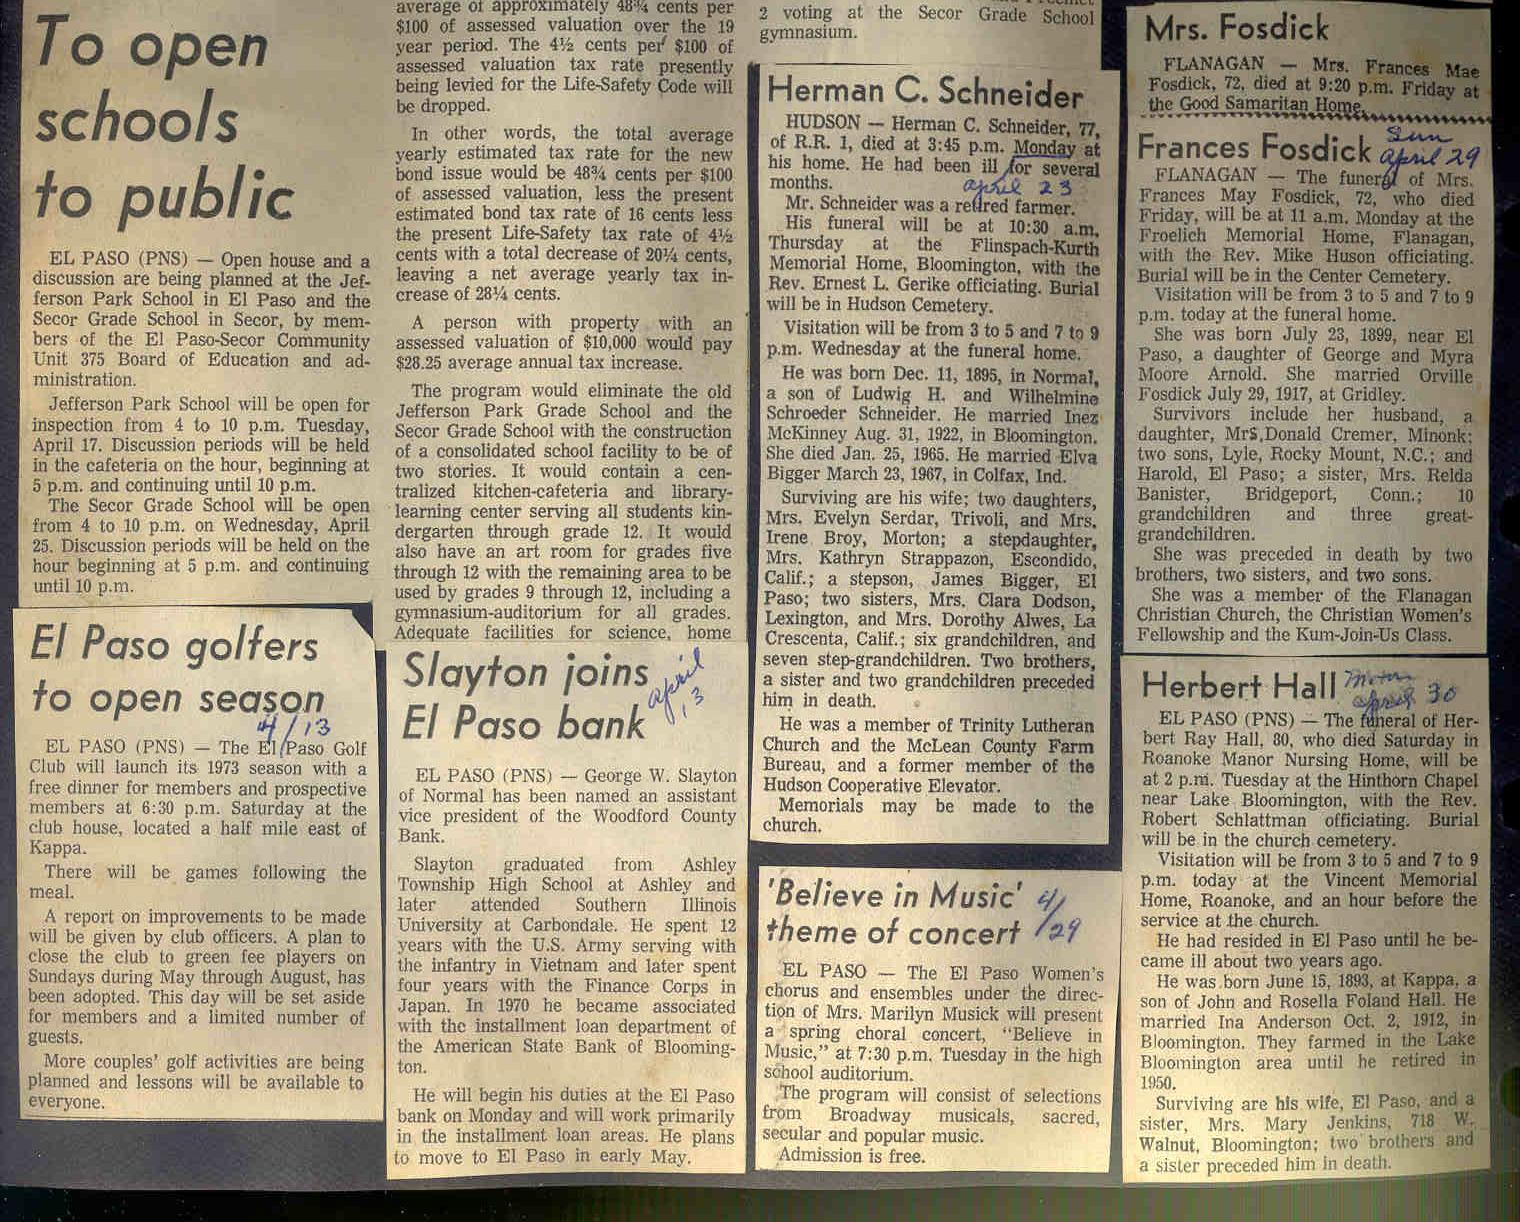 To open
schools
to public
EL PASO (PNS) — Open house and a
discussion are being planned at the Jef-
ferson Park School in El Paso and the
Secor Grade School in Secor, by mem-
bers of the El Paso-Secor Community
Unit 375 Board of Education and ad-
ministration.
Jefferson Park School will be open for
inspection from 4 to 10 p.m. Tuesday,
April 17. Discussion periods will be held
in the cafeteria on the hour, beginning at
5 p.m. and continuing until 10 p.m.
The Secor Grade School will be open
from 4 to 10 p.m. on Wednesday, April
25. Discussion periods will be held on the
hour beginning at 5 p.m. and continuing
until 10 p.m.
El Paso golfers
to open season
4/13
EL PASO (PNS) — The El Paso Golf
Club will launch its 1973 season with a
free dinner for members and prospective
members at 6:30 p.m. Saturday at the
club house, located a half mile east of
Kappa.
There will be games following the
meal.
A report on improvements to be made
will be given by club officers. A plan to
close the club to green fee players on
Sundays during May through August, has
been adopted. This day will be set aside
for members and a limited number of
guests.
More couples' golf activities are being
planned and lessons will be available to
everyone.
average of approximately 48¾ cents per
$100 of assessed valuation over the 19
year period. The 4½ cents per $100 of
assessed valuation tax rate presently
being levied for the Life-Safety Code will
be dropped.
In other words, the total average
yearly estimated tax rate for the new
bond issue would be 48¾ cents per $100
of assessed valuation, less the present
estimated bond tax rate of 16 cents less
the present Life-Safety tax rate of 4½
cents with a total decrease of 20¼ cents,
leaving a net average yearly tax in-
crease of 28¼ cents.
A person with property with an
assessed valuation of $10,000 would pay
$28.25 average annual tax increase.
The program would eliminate the old
Jefferson Park Grade School and the
Secor Grade School with the construction
of a consolidated school facility to be of
two stories. It would contain a cen-
tralized kitchen-cafeteria and library-
learning center serving all students kin-
dergarten through grade 12. It would
also have an art room for grades five
through 12 with the remaining area to be
used by grades 9 through 12, including a
gymnasium-auditorium for all grades.
Adequate facilities for science, home
Slayton joins
El Paso bank
april
13
EL PASO (PNS) — George W. Slayton
of Normal has been named an assistant
vice president of the Woodford County
Bank.
Slayton graduated from Ashley
Township High School at Ashley and
later attended Southern Illinois
University at Carbondale. He spent 12
years with the U.S. Army serving with
the infantry in Vietnam and later spent
four years with the Finance Corps in
Japan. In 1970 he became associated
with the installment loan department of
the American State Bank of Blooming-
ton.
He will begin his duties at the El Paso
bank on Monday and will work primarily
in the installment loan areas. He plans
to move to El Paso in early May.
2 voting at the Secor Grade School
gymnasium.
Herman C. Schneider
HUDSON — Herman C. Schneider, 77,
of R.R. 1, died at 3:45 p.m. Monday at
his home. He had been ill for several
months.
april 23
Mr. Schneider was a retired farmer.
His funeral will be at 10:30 a.m.
Thursday at the Flinspach-Kurth
Memorial Home, Bloomington, with the
Rev. Ernest L. Gerike officiating. Burial
will be in Hudson Cemetery.
Visitation will be from 3 to 5 and 7 to 9
p.m. Wednesday at the funeral home.
He was born Dec. 11, 1895, in Normal,
a son of Ludwig H. and Wilhelmine
Schroeder Schneider. He married Inez
McKinney Aug. 31, 1922, in Bloomington.
She died Jan. 25, 1965. He married Elva
Bigger March 23, 1967, in Colfax, Ind.
Surviving are his wife; two daughters,
Mrs. Evelyn Serdar, Trivoli, and Mrs.
Irene Broy, Morton; a stepdaughter,
Mrs. Kathryn Strappazon, Escondido,
Calif.; a stepson, James Bigger, El
Paso; two sisters, Mrs. Clara Dodson,
Lexington, and Mrs. Dorothy Alwes, La
Crescenta, Calif.; six grandchildren, and
seven step-grandchildren. Two brothers,
a sister and two grandchildren preceded
him in death.
He was a member of Trinity Lutheran
Church and the McLean County Farm
Bureau, and a former member of the
Hudson Cooperative Elevator.
Memorials may be made to the
church.
'Believe in Music'
theme of concert
4/29
EL PASO — The El Paso Women's
chorus and ensembles under the direc-
tion of Mrs. Marilyn Musick will present
a spring choral concert, "Believe in
Music," at 7:30 p.m. Tuesday in the high
school auditorium.
The program will consist of selections
from Broadway musicals, sacred,
secular and popular music.
Admission is free.
Mrs. Fosdick
FLANAGAN — Mrs. Frances Mae
Fosdick, 72, died at 9:20 p.m. Friday at
the Good Samaritan Home.
Frances Fosdick
Sun
april 29
FLANAGAN — The funeral of Mrs.
Frances May Fosdick, 72, who died
Friday, will be at 11 a.m. Monday at the
Froelich Memorial Home, Flanagan,
with the Rev. Mike Huson officiating.
Burial will be in the Center Cemetery.
Visitation will be from 3 to 5 and 7 to 9
p.m. today at the funeral home.
She was born July 23, 1899, near El
Paso, a daughter of George and Myra
Moore Arnold. She married Orville
Fosdick July 29, 1917, at Gridley.
Survivors include her husband, a
daughter, MrS,Donald Cremer, Minonk;
two sons, Lyle, Rocky Mount, N.C.; and
Harold, El Paso; a sister, Mrs. Relda
Banister, Bridgeport, Conn.; 10
grandchildren and three great-
grandchildren.
She was preceded in death by two
brothers, two sisters, and two sons.
She was a member of the Flanagan
Christian Church, the Christian Women's
Fellowship and the Kum-Join-Us Class.
Herbert Hall
april 30
EL PASO (PNS) — The funeral of Her-
bert Ray Hall, 80, who died Saturday in
Roanoke Manor Nursing Home, will be
at 2 p.m. Tuesday at the Hinthorn Chapel
near Lake Bloomington, with the Rev.
Robert Schlattman officiating. Burial
will be in the church cemetery.
Visitation will be from 3 to 5 and 7 to 9
p.m. today at the Vincent Memorial
Home, Roanoke, and an hour before the
service at the church.
He had resided in El Paso until he be-
came ill about two years ago.
He was born June 15, 1893, at Kappa, a
son of John and Rosella Foland Hall. He
married Ina Anderson Oct. 2, 1912, in
Bloomington. They farmed in the Lake
Bloomington area until he retired in
1950.
Surviving are his wife, El Paso, and a
sister, Mrs. Mary Jenkins, 718 W.
Walnut, Bloomington; two brothers and
a sister preceded him in death.